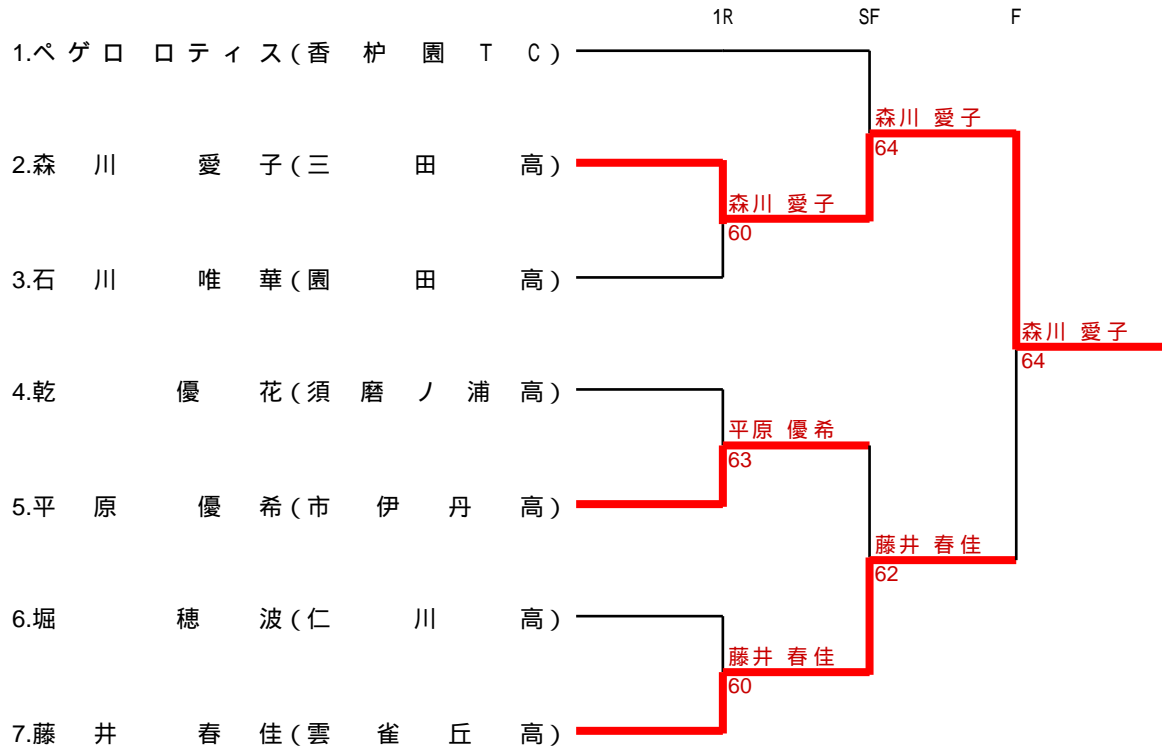 1R SF F
1.ペゲロ ロティス(香枦園TC)
森川 愛子
64
2.森川 愛子(三田高)
森川 愛子
60
3.石川 唯華(園田高)
森川 愛子
64
4.乾 優花(須磨ノ浦高)
平原 優希
63
5.平原 優希(市伊丹高)
藤井 春佳
62
6.堀 穂波(仁川高)
藤井 春佳
60
7.藤井 春佳(雲雀丘高)